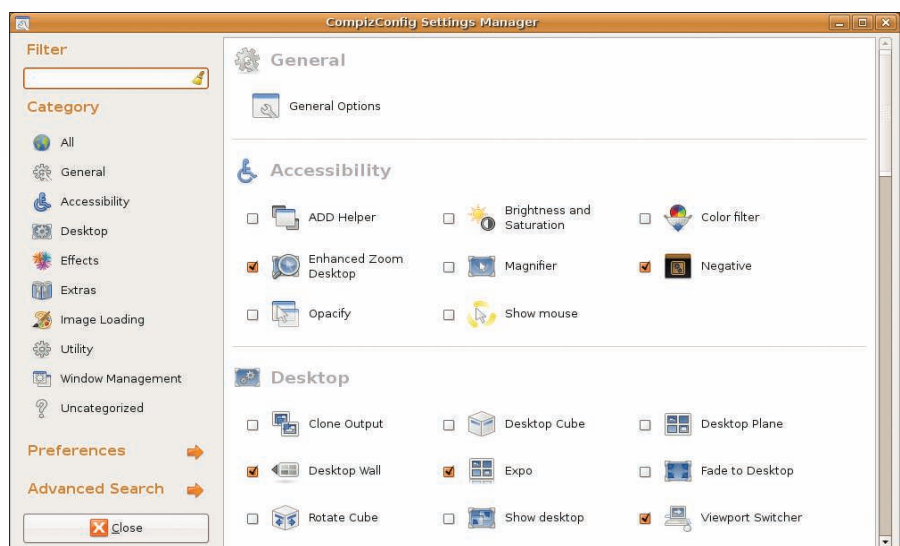 CompizConfig Settings Manager
Filter
Category
All
General
Accessibility
Desktop
Effects
Extras
Image Loading
Utility
Window Management
Uncategorized
Preferences
Advanced Search
Close
General
General Options
Accessibility
ADD Helper
Brightness and
Saturation
Color filter
Enhanced Zoom
Desktop
Magnifier
Negative
Opacify
Show mouse
Desktop
Clone Output
Desktop Cube
Desktop Plane
Desktop Wall
Expo
Fade to Desktop
Rotate Cube
Show desktop
Viewport Switcher